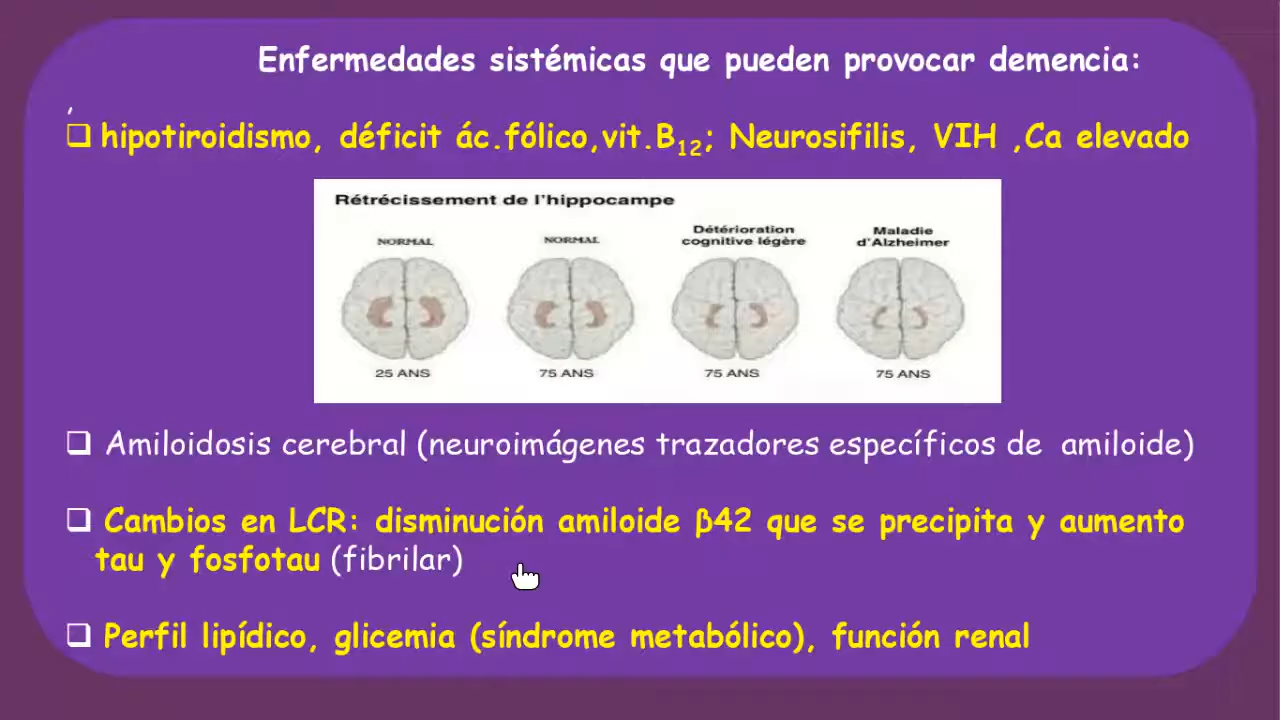 Enfermedades sistémicas que pueden provocar demencia:
,
hipotiroidismo, déficit ác.fólico,vit.B12; Neurosifilis, VIH ,Ca elevado
Rétrécissement de l'hippocampe
NORMAL
NORMAL
Détérioration
cognitive légère
Maladie
d'Alzheimer
25 ANS
75 ANS
75 ANS
75 ANS
Amiloidosis cerebral (neuroimágenes trazadores específicos de amiloide)
Cambios en LCR: disminución amiloide β42 que se precipita y aumento
tau y fosfotau (fibrilar)
Perfil lipídico, glicemia (síndrome metabólico), función renal